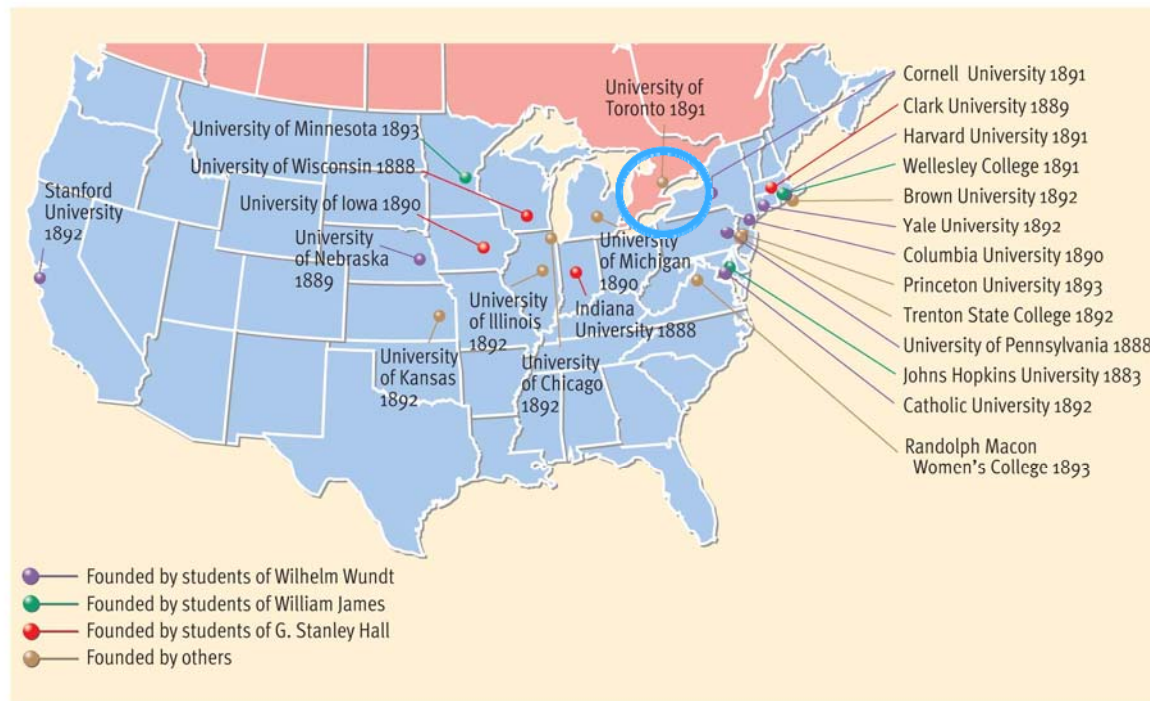 University of
Toronto 1891
University of Minnesota 1893
University of Wisconsin 1888
Stanford
University
1892
University of Iowa 1890
University
of Nebraska
1889
University
of Michigan
1890
University
of Illinois
1892
Indiana
University 1888
University
of Kansas
1892
University
of Chicago
1892
Cornell University 1891
Clark University 1889
Harvard University 1891
Wellesley College 1891
Brown University 1892
Yale University 1892
Columbia University 1890
Princeton University 1893
Trenton State College 1892
University of Pennsylvania 1888
Johns Hopkins University 1883
Catholic University 1892
Randolph Macon
Women's College 1893
Founded by students of Wilhelm Wundt
Founded by students of William James
Founded by students of G. Stanley Hall
Founded by others